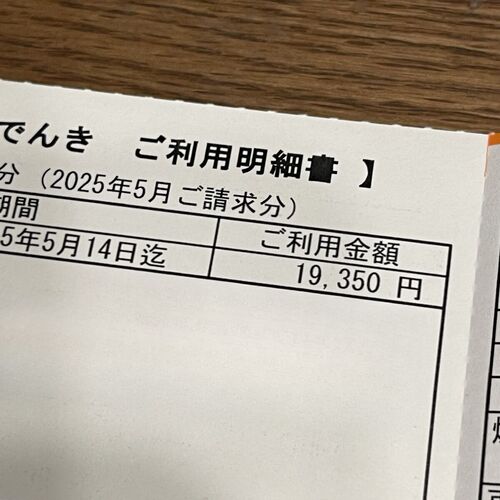 でんき ご利用明細書 】
分 (2025年5月ご請求分)
期間 ご利用金額
5年5月14日迄 19,350 円